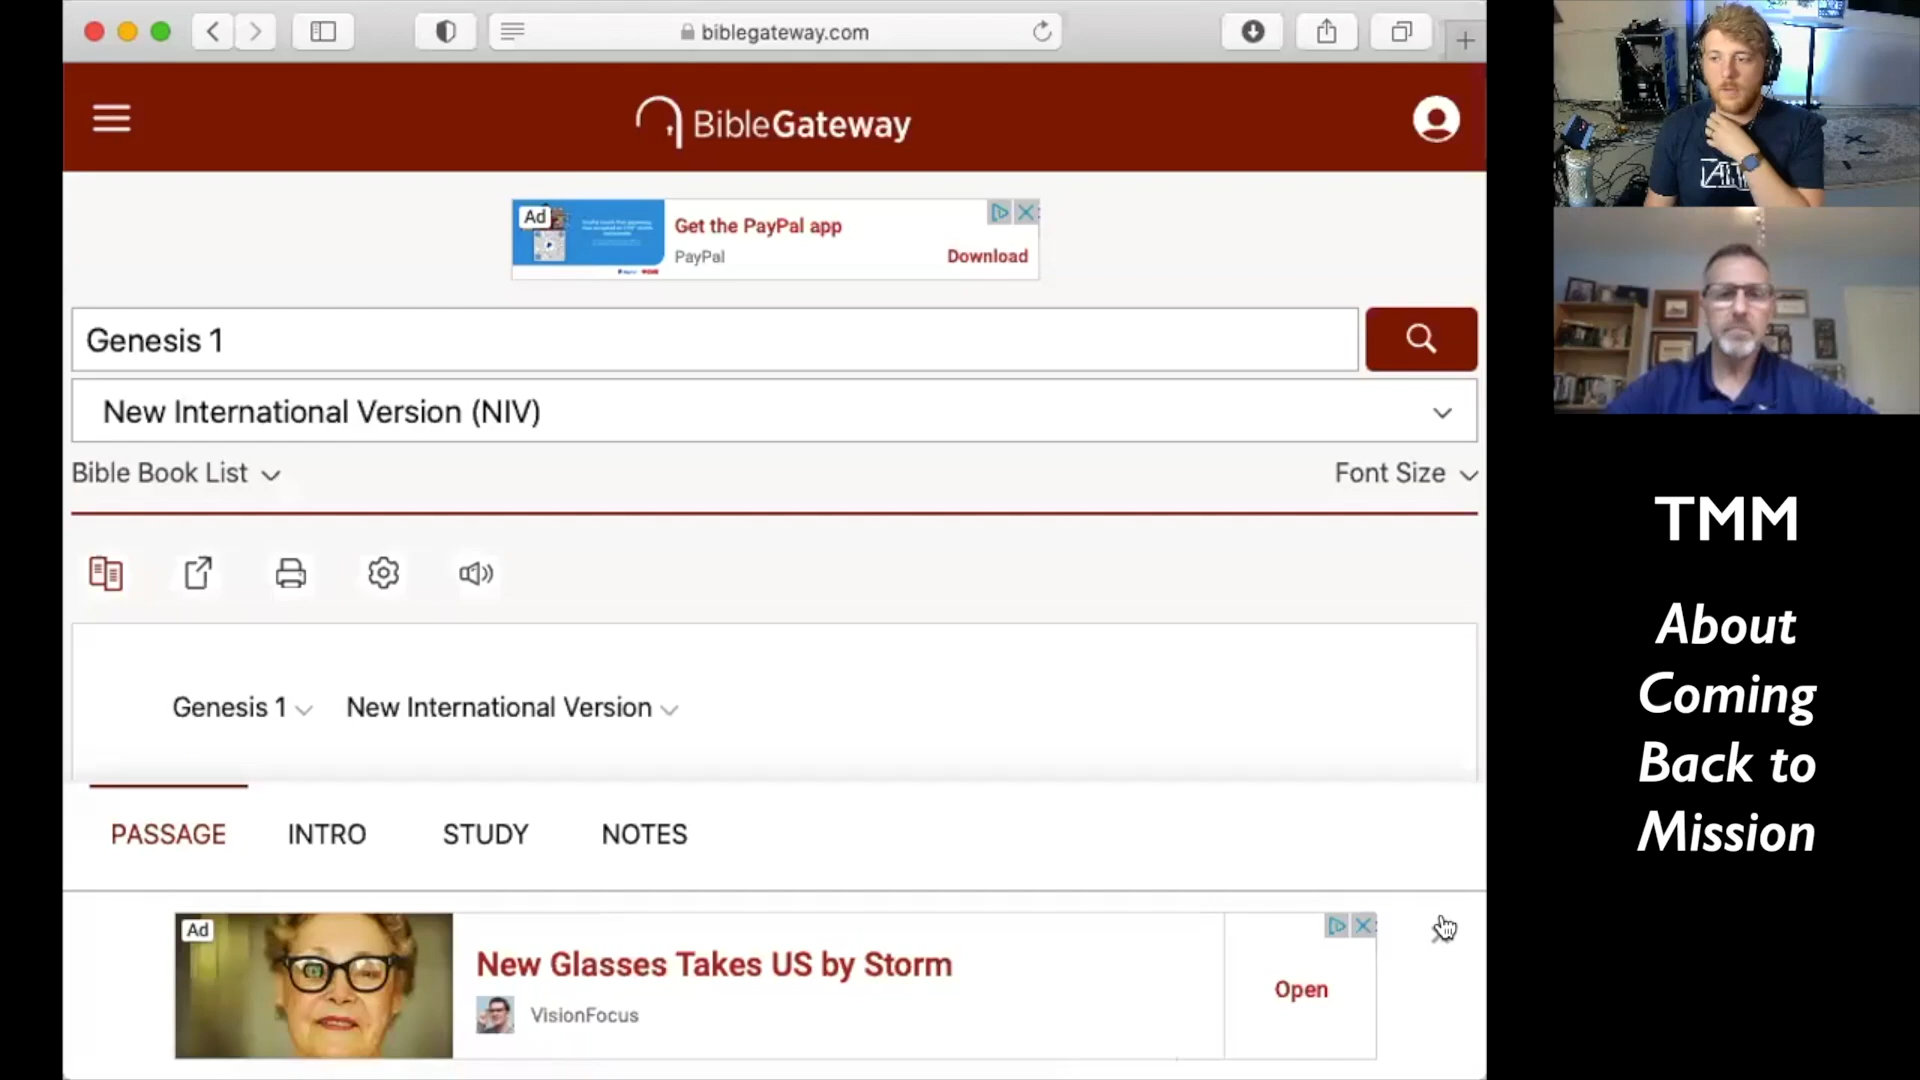 biblegateway.com
BibleGateway
Ad
Get the PayPal app
PayPal
Download
Genesis 1
New International Version (NIV)
Bible Book List
Font Size
Genesis 1
New International Version
PASSAGE
INTRO
STUDY
NOTES
Ad
New Glasses Takes US by Storm
VisionFocus
Open
TMM
About
Coming
Back to
Mission